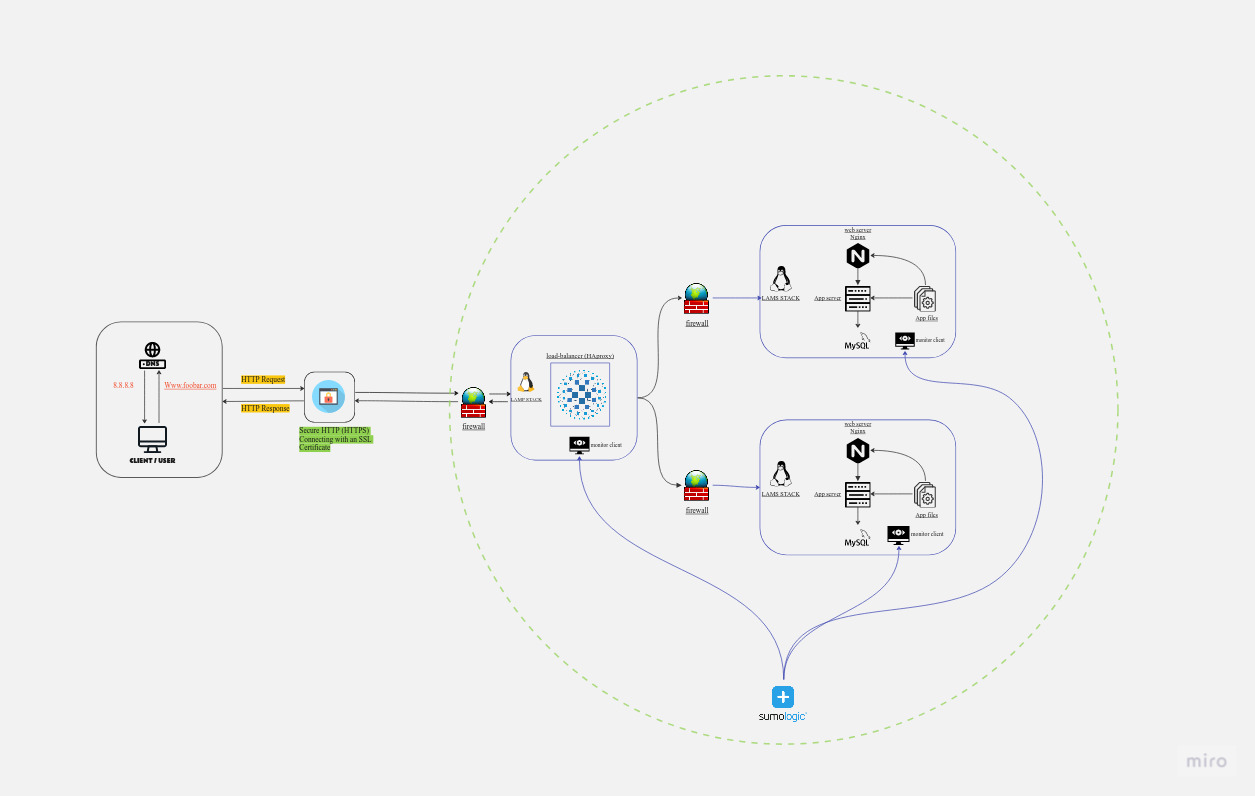 DNS
8.8.8.8
Www.foobar.com
CLIENT / USER
HTTP Request
HTTP Response
Secure HTTP (HTTPS)
Connecting with an SSL
Certificate
firewall
load-balancer (HAproxy)
LAMP STACK
monitor client
firewall
firewall
web server
Nginx
N
LAMS STACK
App server
App files
MySQL
monitor client
web server
Nginx
N
LAMS STACK
App server
App files
MySQL
monitor client
sumologic
miro